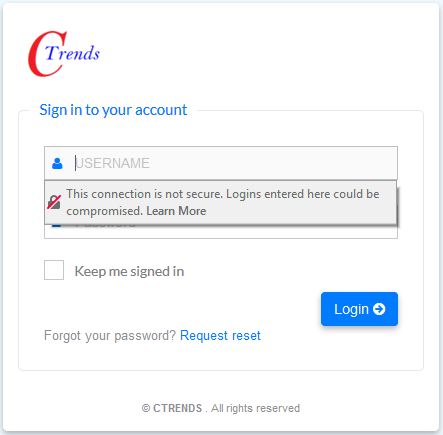 CTrends
Sign in to your account
USERNAME
This connection is not secure. Logins entered here could be
compromised. Learn More
Password
Keep me signed in
Login
Forgot your password? Request reset
© CTRENDS . All rights reserved